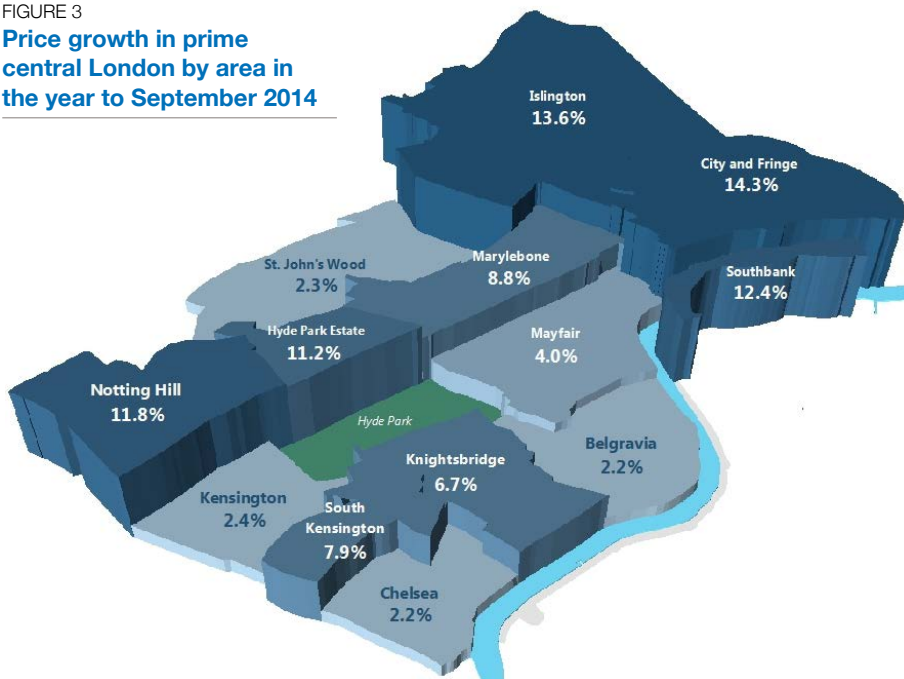 FIGURE 3
Price growth in prime
central London by area in
the year to September 2014
Islington
13.6%
City and Fringe
14.3%
St. John's Wood
2.3%
Marylebone
8.8%
Southbank
12.4%
Hyde Park Estate
11.2%
Mayfair
4.0%
Notting Hill
11.8%
Hyde Park
Belgravia
2.2%
Knightsbridge
6.7%
Kensington
2.4%
South
Kensington
7.9%
Chelsea
2.2%